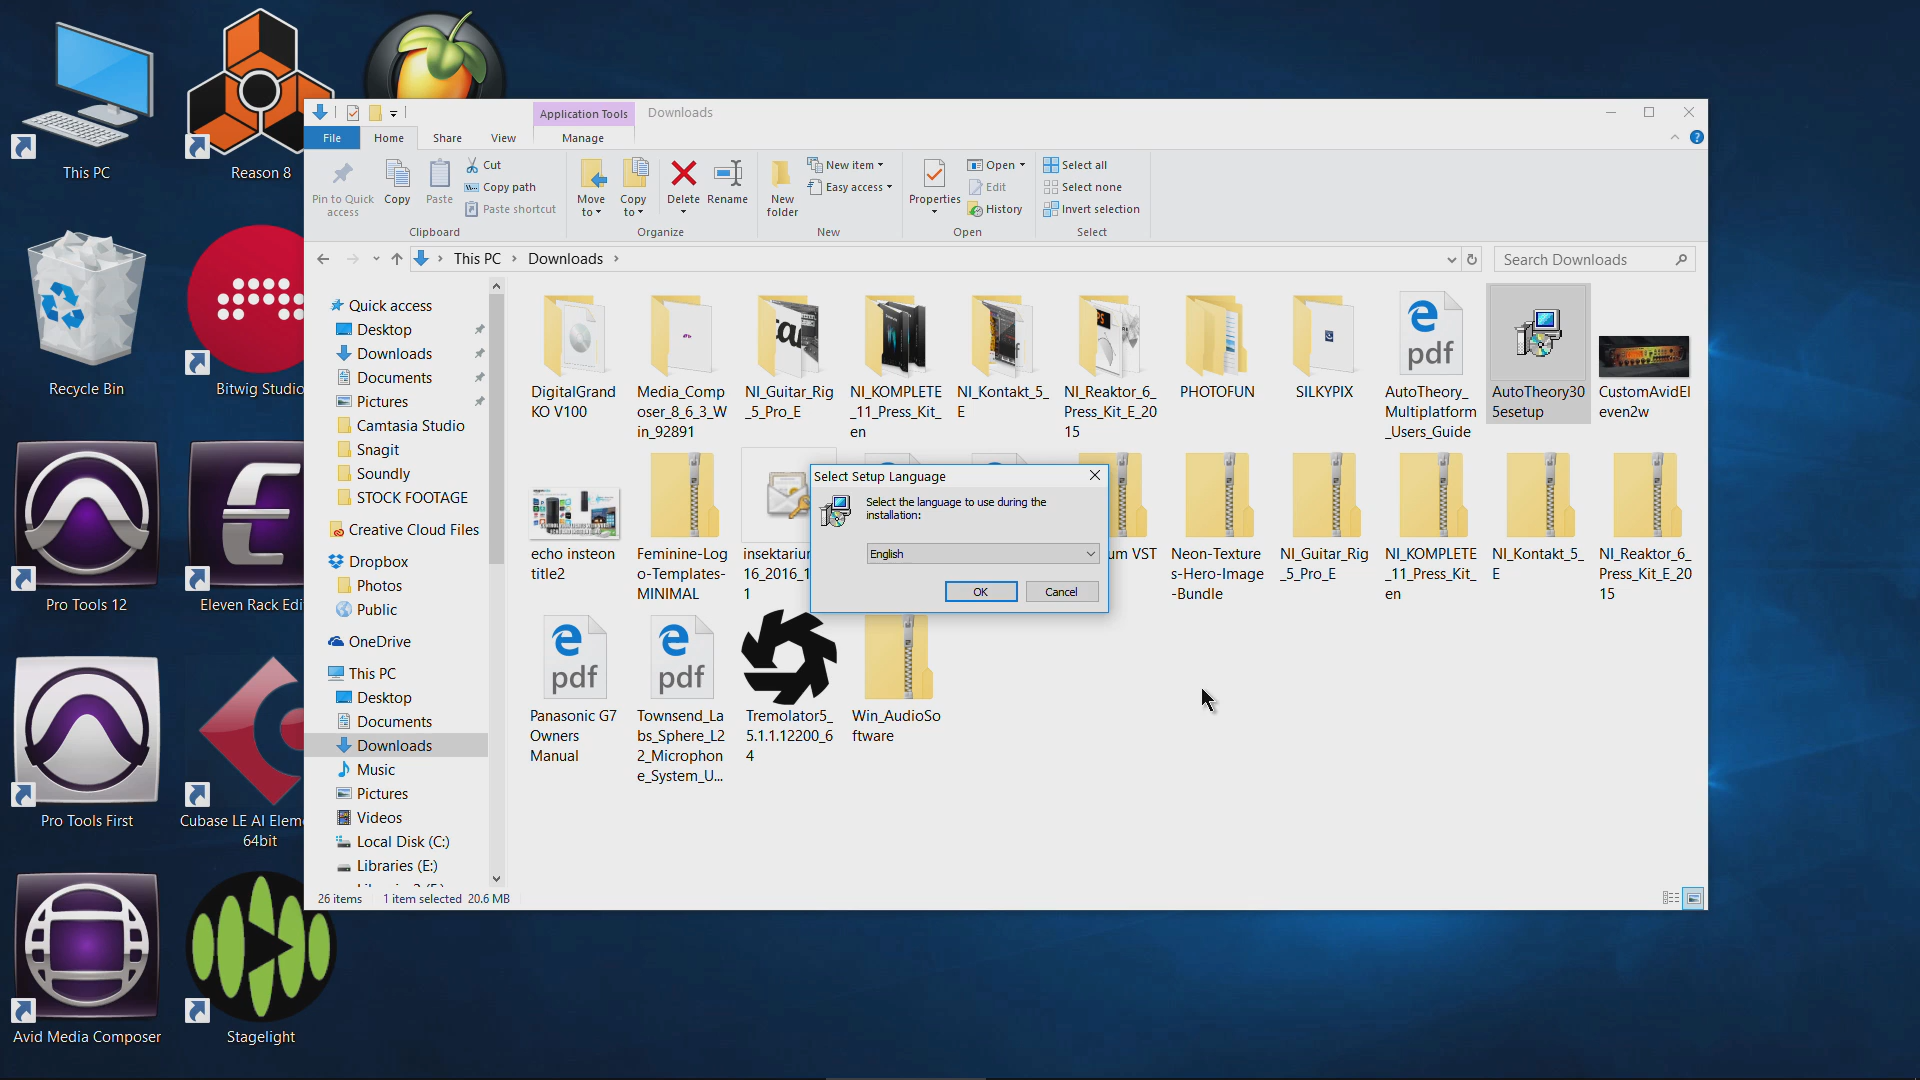 This PC
Reason 8
Recycle Bin
Bitwig Studio
Pro Tools 12
Eleven Rack Edi
Pro Tools First
Cubase LE AI Elem
64bit
Avid Media Composer
Stagelight
Application Tools
Downloads
File
Home
Share
View
Manage
Pin to Quick
access
Copy
Paste
Cut
Copy path
Paste shortcut
Clipboard
Move
to
Copy
to
Delete
Rename
Organize
New
folder
New item
Easy access
New
Properties
Open
Edit
History
Open
Select all
Select none
Invert selection
Select
This PC
Downloads
Search Downloads
Quick access
Desktop
Downloads
Documents
Pictures
Camtasia Studio
Snagit
Soundly
STOCK FOOTAGE
Creative Cloud Files
Dropbox
Photos
Public
OneDrive
This PC
Desktop
Documents
Downloads
Music
Pictures
Videos
Local Disk (C:)
Libraries (E:)
DigitalGrand
KO V100
Media_Comp
oser_8_6_3_W
in_92891
NI_Guitar_Rig
_5_Pro_E
NI_KOMPLETE
_11_Press_Kit_
en
NI_Kontakt_5_
E
NI_Reaktor_6_
Press_Kit_E_20
15
PHOTOFUN
SILKYPIX
pdf
AutoTheory_
Multiplatform
_Users_Guide
AutoTheory30
5esetup
CustomAvidEl
even2w
echo insteon
title2
Feminine-Log
o-Templates-
MINIMAL
insektariun
16_2016_1
1
um VST
Neon-Texture
s-Hero-Image
-Bundle
NI_Guitar_Rig
_5_Pro_E
NI_KOMPLETE
_11_Press_Kit_
en
NI_Kontakt_5_
E
NI_Reaktor_6_
Press_Kit_E_20
15
Select Setup Language
Select the language to use during the
installation:
English
OK
Cancel
pdf
Panasonic G7
Owners
Manual
pdf
Townsend_La
bs_Sphere_L2
2_Microphon
e_System_U...
Tremolator5_
5.1.1.12200_6
4
Win_AudioSo
ftware
26 items
1 item selected 20.6 MB